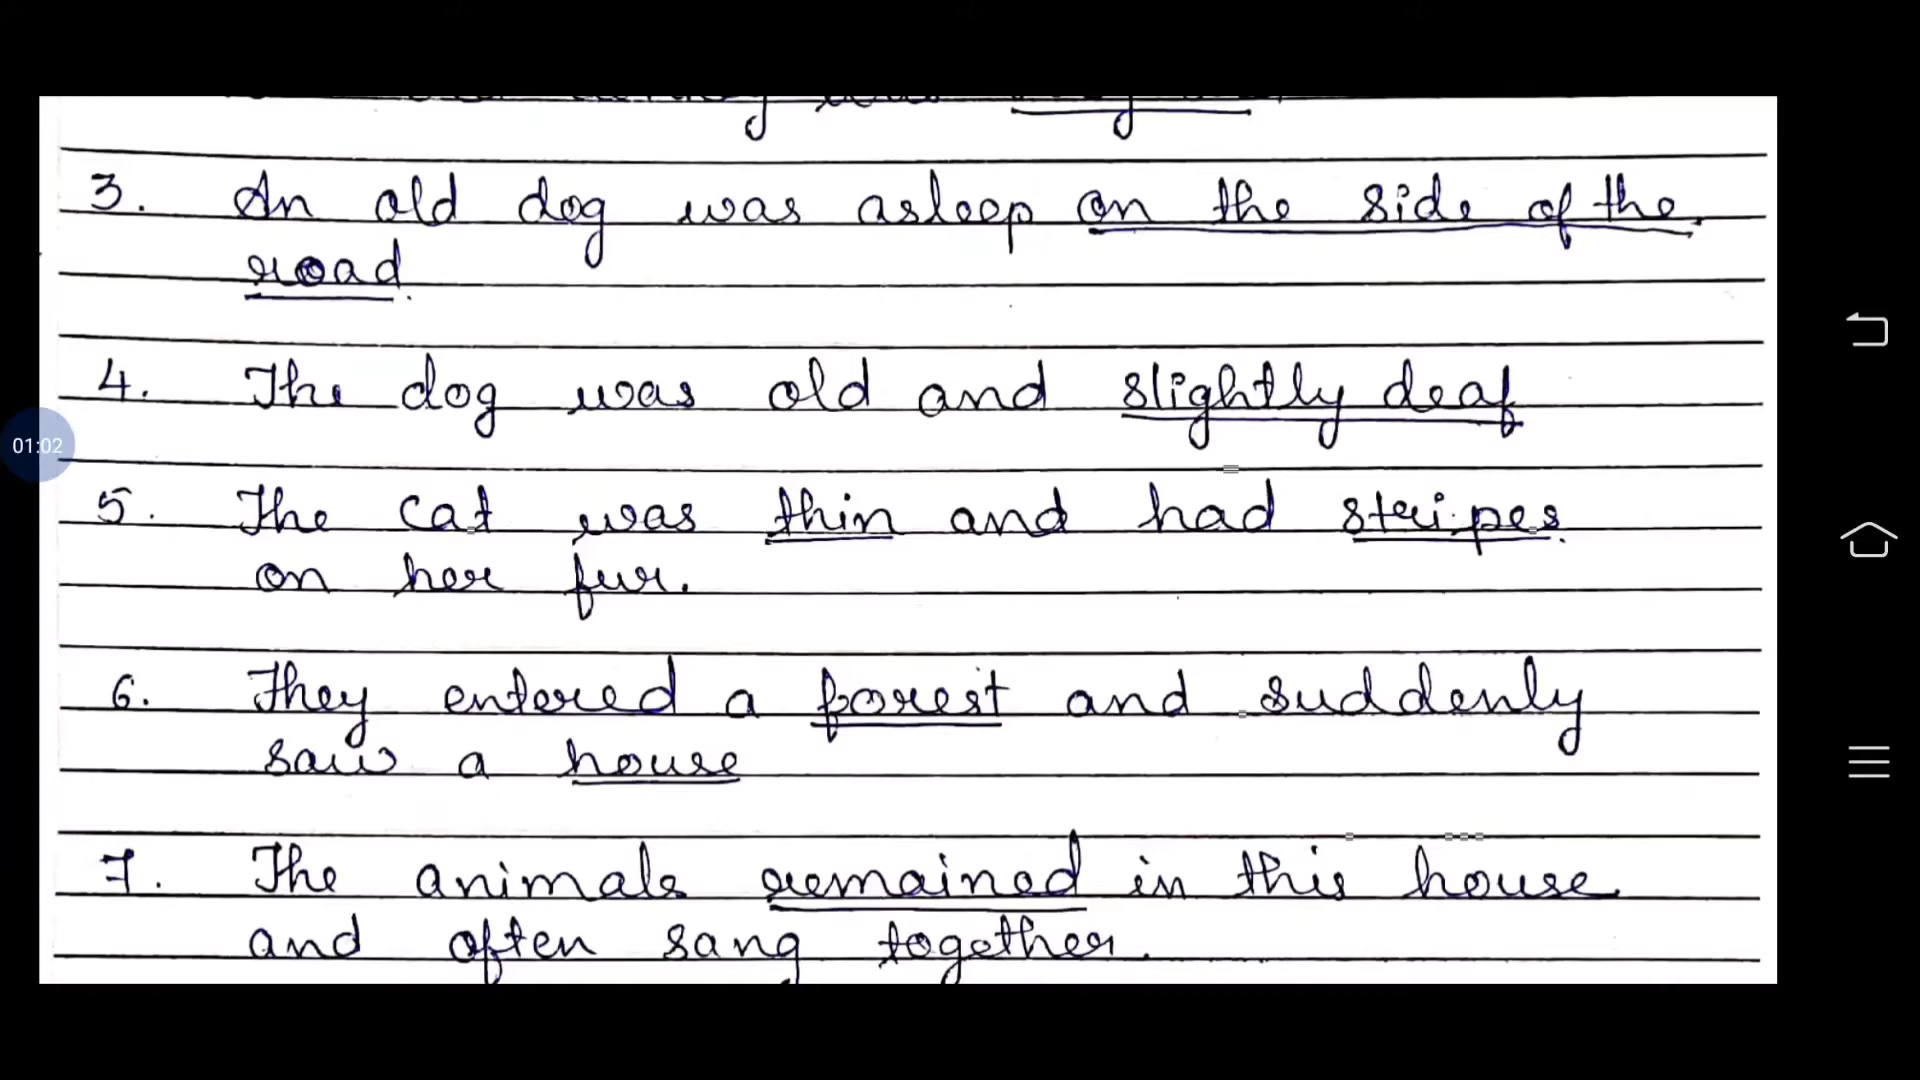 3. An old dog was asleep on the side of the
road.
4. The dog was old and slightly deaf
01:02
5. The cat was thin and had stripes
on her fur.
6. They entered a forest and suddenly
saw a house
7. The animals remained in this house
and often sang together.